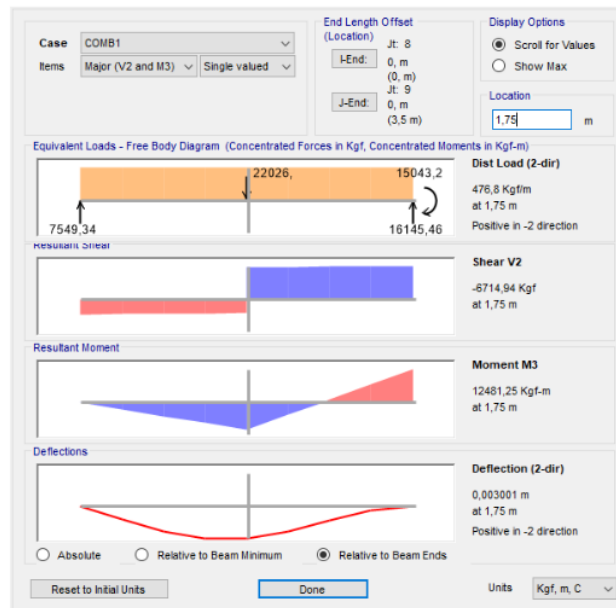 Case
COMB1
Items
Major (V2 and M3)
Single valued
End Length Offset
(Location)
Jt: 8
I-End:
0, m
(0, m)
Jt: 9
J-End:
0, m
(3,5 m)
Display Options
Scroll for Values
Show Max
Location
1,75
m
Equivalent Loads - Free Body Diagram (Concentrated Forces in Kgf, Concentrated Moments in Kgf-m)
22026,
15043,2
7549,34
16145,46
Dist Load (2-dir)
476,8 Kgf/m
at 1,75 m
Positive in -2 direction
Resultant Shear
Shear V2
-6714,94 Kgf
at 1,75 m
Resultant Moment
Moment M3
12481,25 Kgf-m
at 1,75 m
Deflections
Deflection (2-dir)
0,003001 m
at 1,75 m
Positive in -2 direction
Absolute
Relative to Beam Minimum
Relative to Beam Ends
Reset to Initial Units
Done
Units
Kgf, m, C